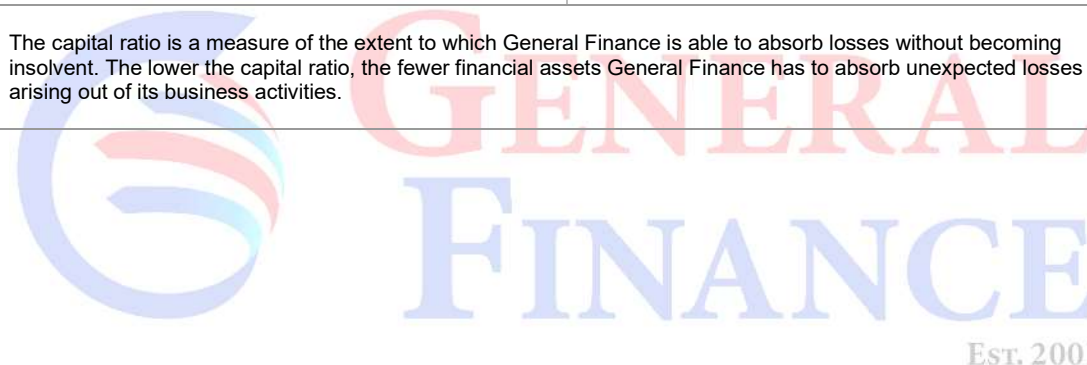 The capital ratio is a measure of the extent to which General Finance is able to absorb losses without becoming
insolvent. The lower the capital ratio, the fewer financial assets General Finance has to absorb unexpected losses
arising out of its business activities.
GENERAL
FINANCE
EST. 200